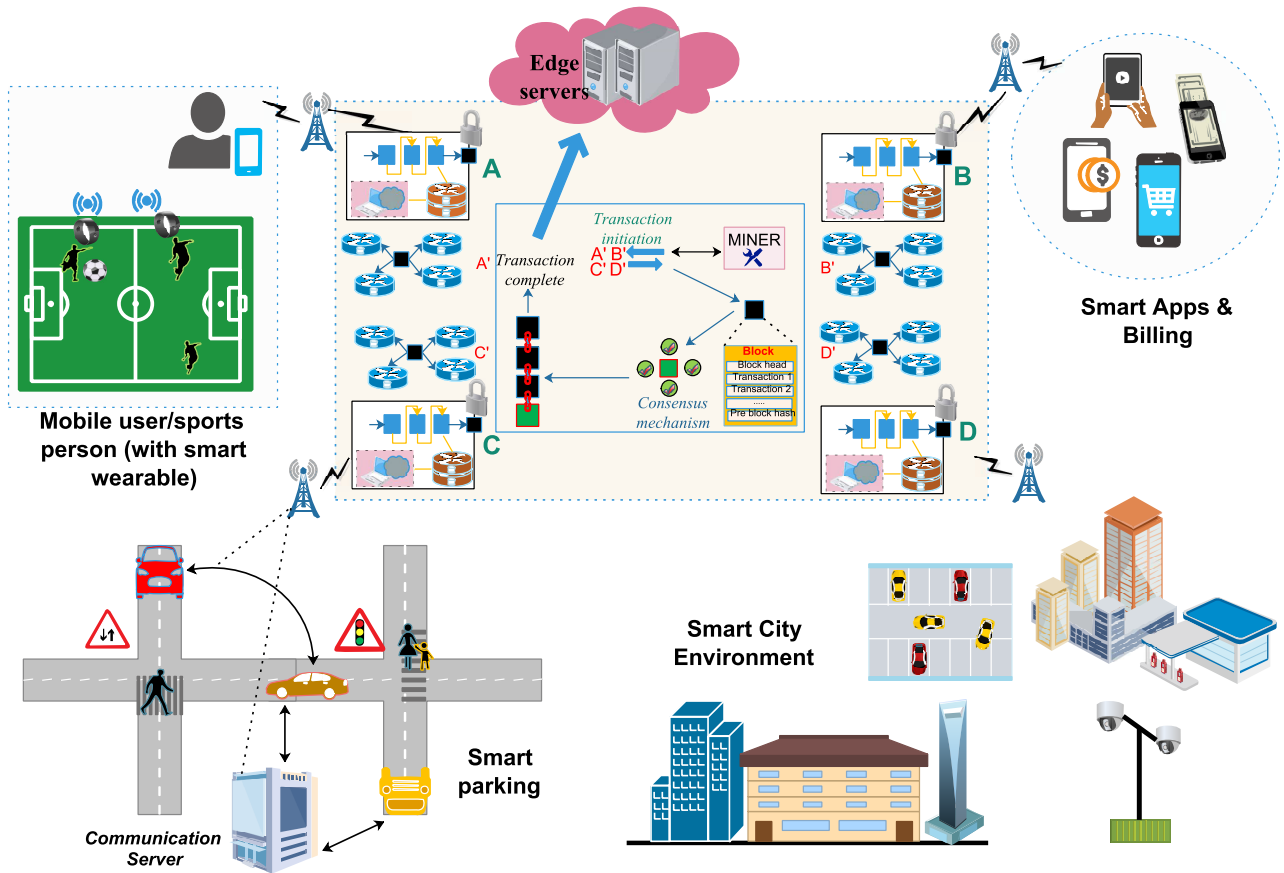 Edge
servers
A
B
Transaction
initiation
A' B'
C' D'
MINER
A'
Transaction
complete
B'
C'
D'
Block
Block head
Transaction 1
Transaction 2
.....
Pre block hash
Consensus
mechanism
C
D
$
Smart Apps &
Billing
Mobile user/sports
person (with smart
wearable)
Smart City
Environment
Smart
parking
Communication
Server